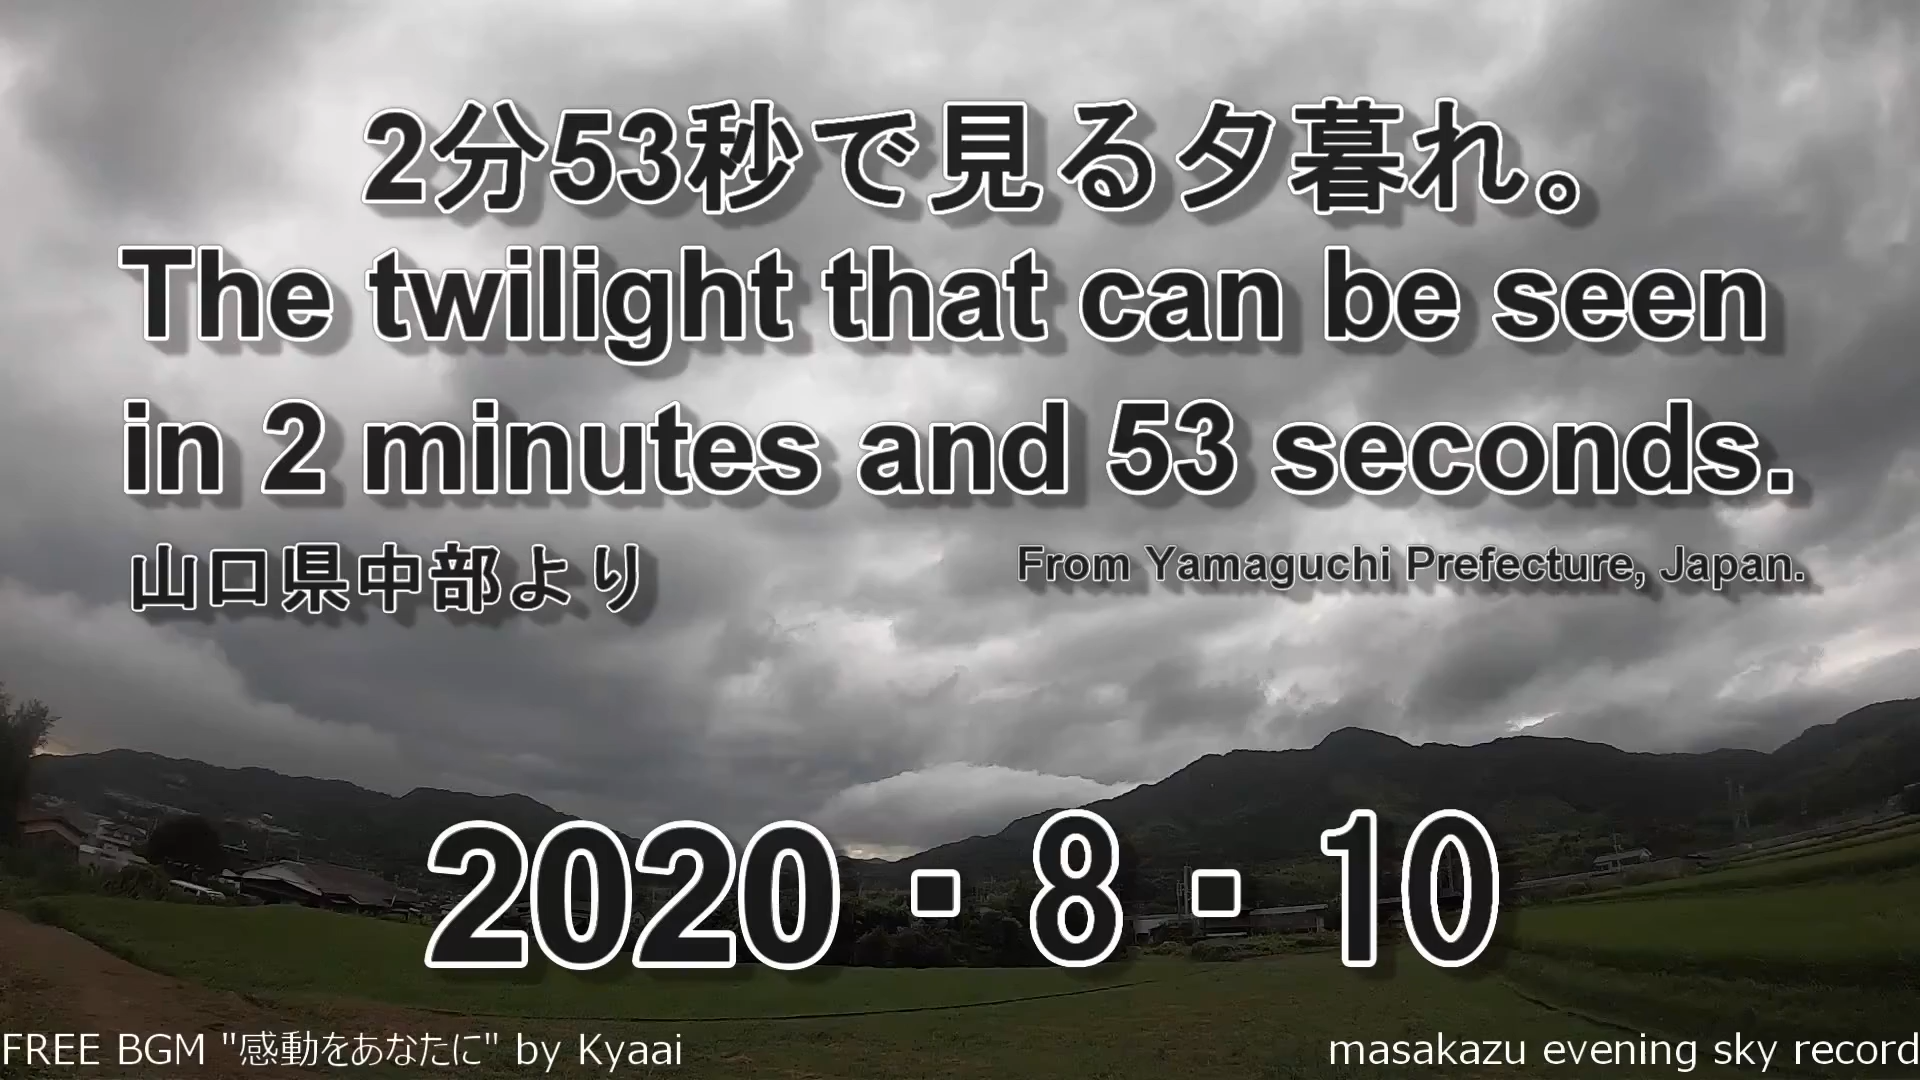 2分53秒で見る夕暮れ。
The twilight that can be seen
in 2 minutes and 53 seconds.
山口県中部より
From Yamaguchi Prefecture, Japan.
2020・8・10
FREE BGM "感動をあなたに" by Kyaai
masakazu evening sky record